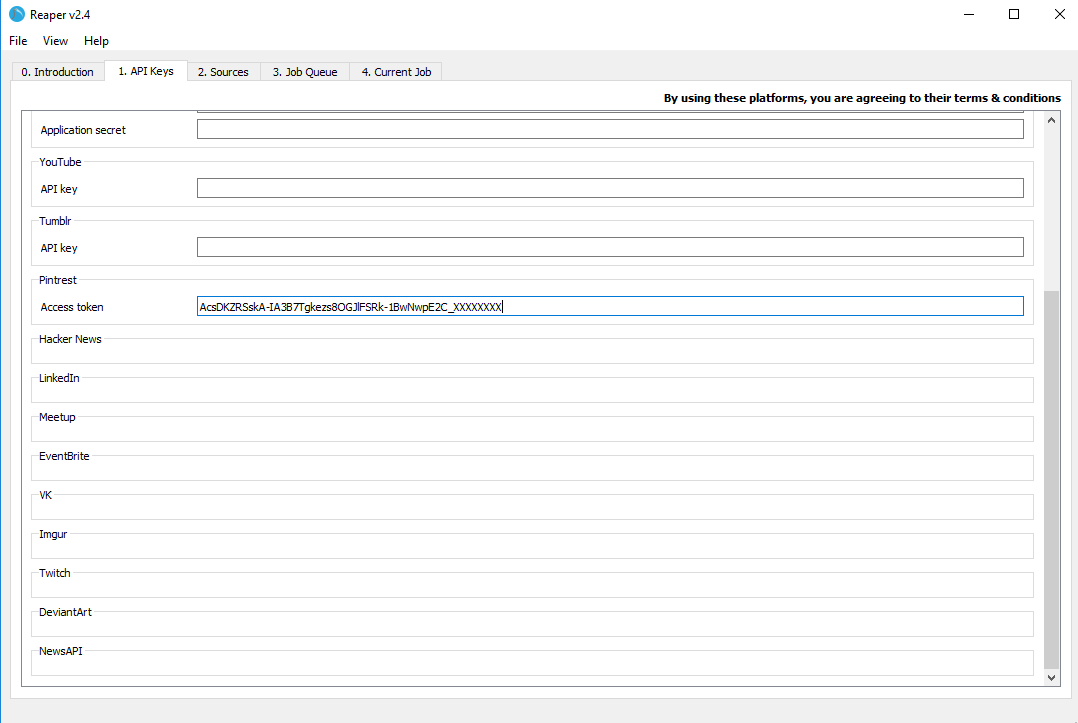 Reaper v2.4
File View Help
0. Introduction 1. API Keys 2. Sources 3. Job Queue 4. Current Job
By using these platforms, you are agreeing to their terms & conditions
Application secret
YouTube
API key
Tumblr
API key
Pintrest
Access token AcsDKZRSskA-IA3B7Tgkezs8OGJlFSRk-1BwNwpE2C_XXXXXXXX
Hacker News
LinkedIn
Meetup
EventBrite
VK
Imgur
Twitch
DeviantArt
NewsAPI